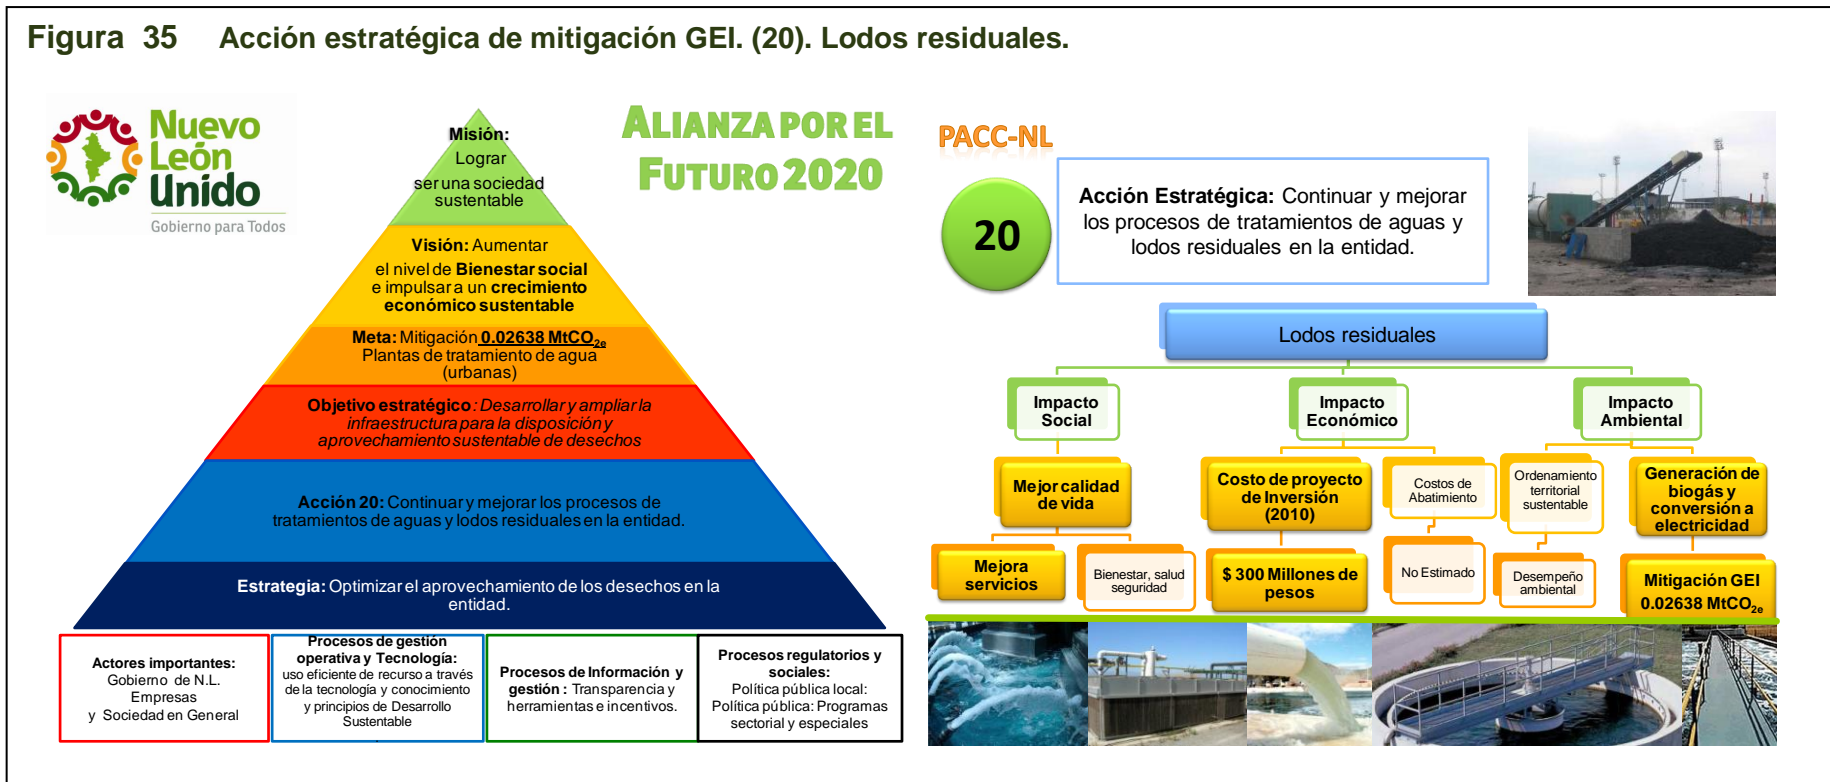 Figura 35 Acción estratégica de mitigación GEI. (20). Lodos residuales.
Nuevo
León
Unido
Gobierno para Todos
ALIANZA POR EL
FUTURO 2020
Misión:
Lograr
ser una sociedad
sustentable
Visión: Aumentar
el nivel de Bienestar social
e impulsar a un crecimiento
económico sustentable
Meta: Mitigación 0.02638 MtCO2e
Plantas de tratamiento de agua
(urbanas)
Objetivo estratégico: Desarrollar y ampliar la
infraestructura para la disposición y
aprovechamiento sustentable de desechos
Acción 20: Continuar y mejorar los procesos de
tratamientos de aguas y lodos residuales en la entidad.
Estrategia: Optimizar el aprovechamiento de los desechos en la
entidad.
Actores importantes:
Gobierno de N.L.
Empresas
y Sociedad en General
Procesos de gestión
operativa y Tecnología:
uso eficiente de recurso a través
de la tecnología y conocimiento
y principios de Desarrollo
Sustentable
Procesos de Información y
gestión : Transparencia y
herramientas e incentivos.
Procesos regulatorios y
sociales:
Política pública local:
Política pública: Programas
sectorial y especiales
PACC-NL
20
Acción Estratégica: Continuar y mejorar
los procesos de tratamientos de aguas y
lodos residuales en la entidad.
Lodos residuales
Impacto
Social
Impacto
Económico
Impacto
Ambiental
Mejor calidad
de vida
Costo de proyecto
de Inversión
(2010)
Costos de
Abatimiento
Ordenamiento
territorial
sustentable
Generación de
biogás y
conversión a
electricidad
Mejora
servicios
Bienestar, salud
seguridad
$ 300 Millones de
pesos
No Estimado
Desempeño
ambiental
Mitigación GEI
0.02638 MtCO2e